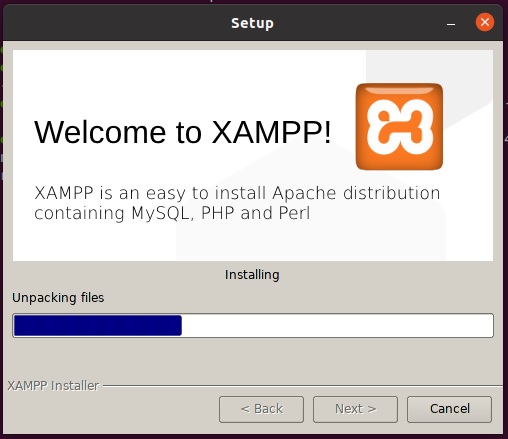 Setup
Welcome to XAMPP!
XAMPP is an easy to install Apache distribution
containing MySQL, PHP and Perl
Installing
Unpacking files
XAMPP Installer
< Back
Next >
Cancel